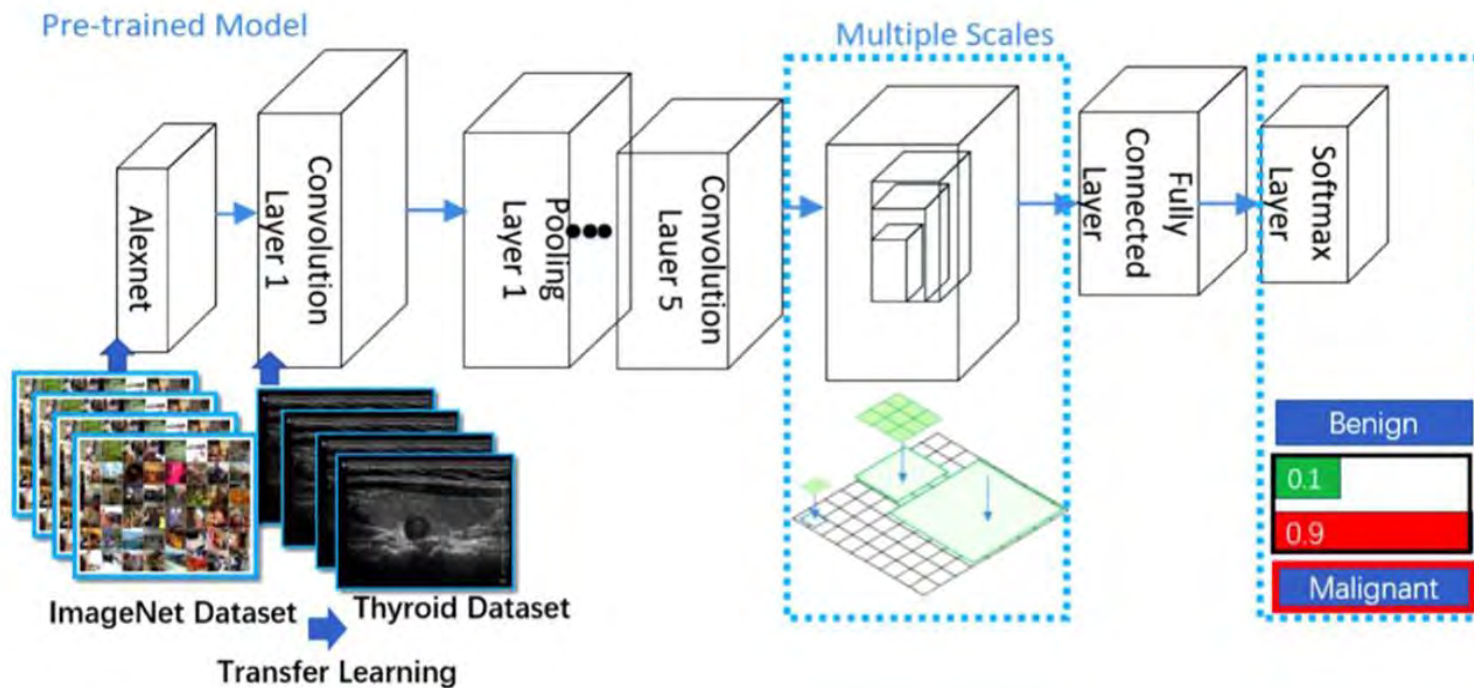 Pre-trained Model
Multiple Scales
Alexnet
Convolution
Layer 1
Pooling
Layer 1
Convolution
Lauer 5
Fully
Connected
Layer
Softmax
Layer
Benign
0.1
0.9
Malignant
ImageNet Dataset
Thyroid Dataset
Transfer Learning